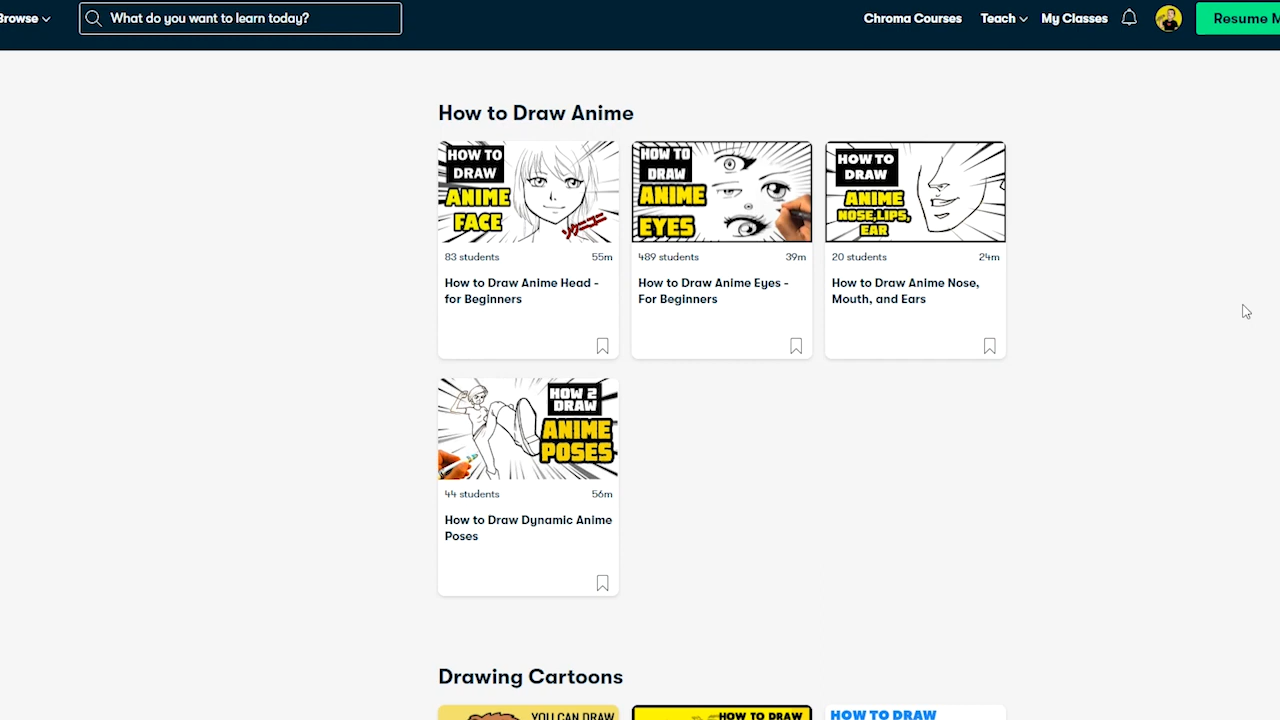 Browse
What do you want to learn today?
Chroma Courses
Teach
My Classes
Resume M
How to Draw Anime
HOW TO
DRAW
ANIME
FACE
HOW TO
DRAW
ANIME
EYES
HOW TO
DRAW
ANIME
NOSE,LIPS,
EAR
83 students
55m
489 students
39m
20 students
24m
How to Draw Anime Head -
for Beginners
How to Draw Anime Eyes -
For Beginners
How to Draw Anime Nose,
Mouth, and Ears
HOW 2
DRAW
ANIME
POSES
44 students
56m
How to Draw Dynamic Anime
Poses
Drawing Cartoons
YOU CAN DRAW
HOW TO DRAW
HOW TO DRAW